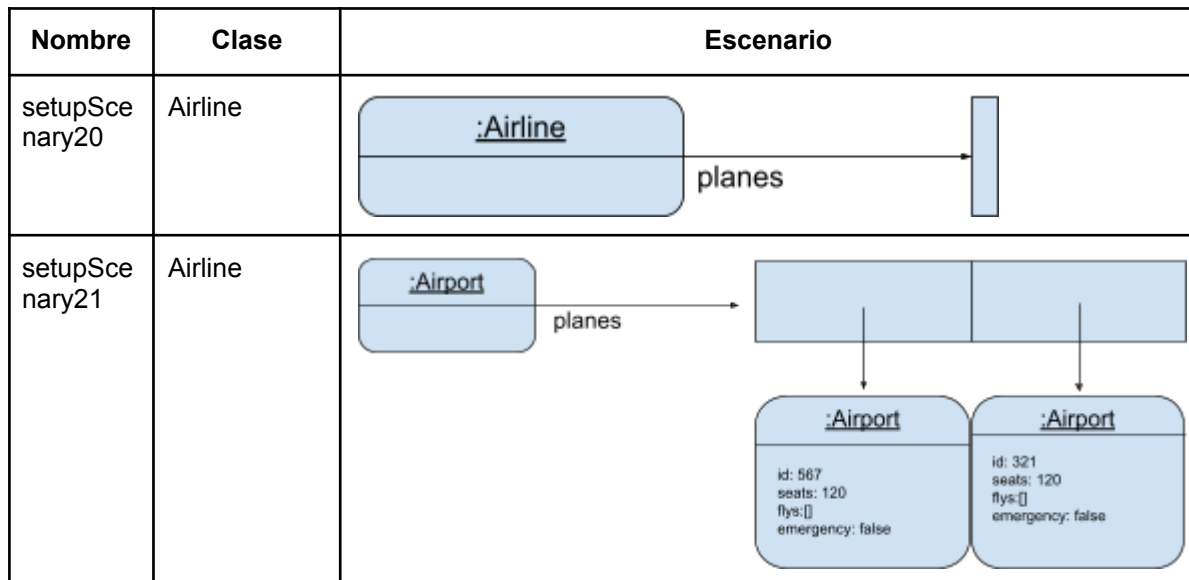 Nombre
Clase
Escenario
setupSce
nary20
Airline
:Airline
planes
setupSce
nary21
Airline
:Airport
planes
:Airport
id: 567
seats: 120
flys:[]
emergency: false
:Airport
id: 321
seats: 120
flys:[]
emergency: false